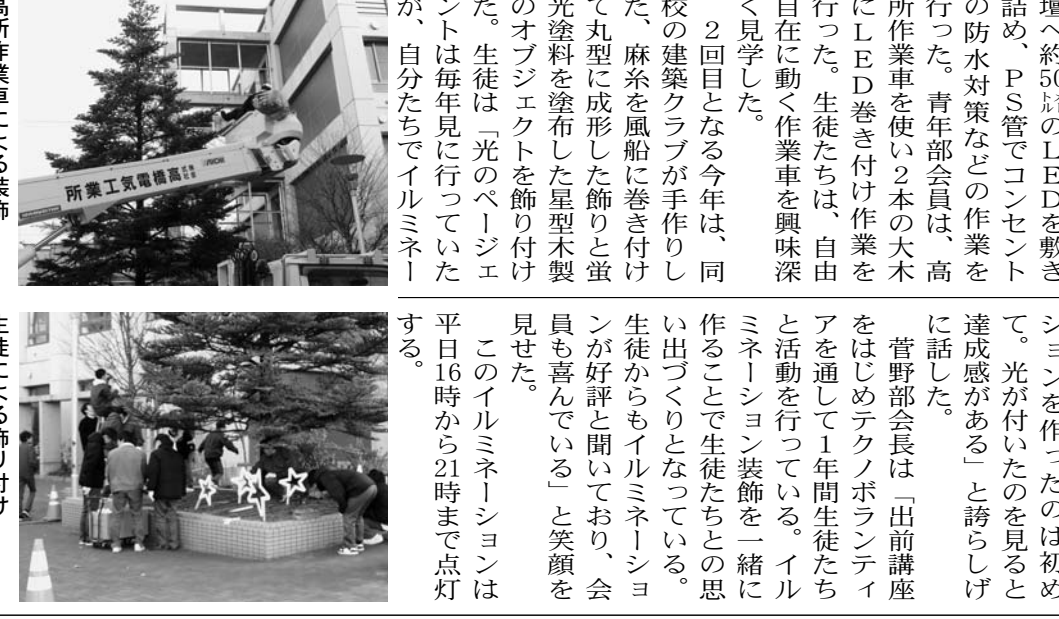 壇へ約50㍍のLEDを敷き
詰め、PS管でコンセント
の防水対策などの作業を
行った。青年部会員は、高
所作業車を使い2本の大木
にLED巻き付け作業を
行った。生徒たちは、自由
自在に動く作業車を興味深
く見学した。
　2回目となる今年は、同
校の建築クラブが手作りし
た、麻糸を風船に巻き付け
て丸型に成形した飾りと蛍
光塗料を塗布した星型木製
のオブジェクトを飾り付け
た。生徒は「光のページェ
ントは毎年見に行っていた
が、自分たちでイルミネー
高所作業車による装飾
所業工気電橋高
AICHI
ションを作ったのは初め
て。光が付いたのを見ると
達成感がある」と誇らしげ
に話した。
　菅野部会長は「出前講座
をはじめテクノボランティ
アを通して1年間生徒たち
と活動を行っている。イル
ミネーション装飾を一緒に
作ることで生徒たちとの思
い出づくりとなっている。
生徒からもイルミネーショ
ンが好評と聞いており、会
員も喜んでいる」と笑顔を
見せた。
　このイルミネーションは
平日16時から21時まで点灯
する。
生徒による飾り付け